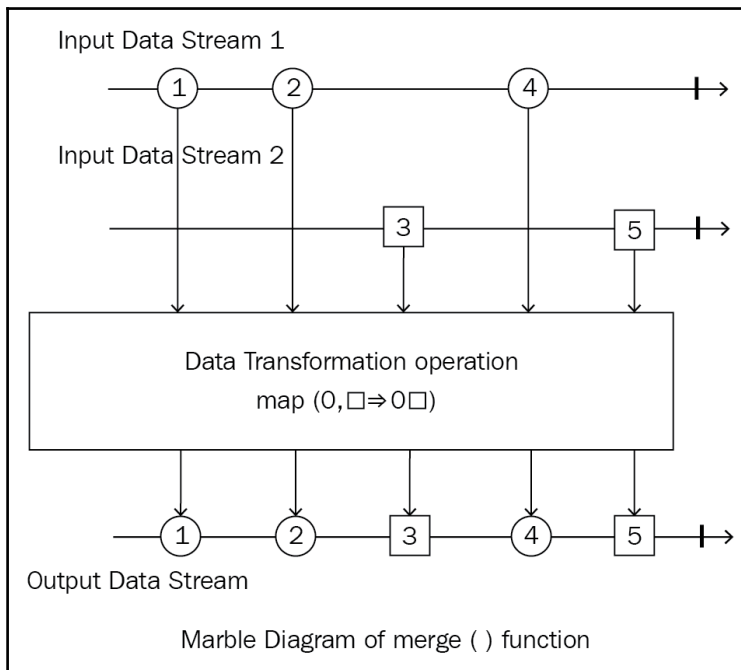 Input Data Stream 1
1 2 4
Input Data Stream 2
3 5
Data Transformation operation
map (0,□⇒0□)
1 2 3 4 5
Output Data Stream
Marble Diagram of merge ( ) function